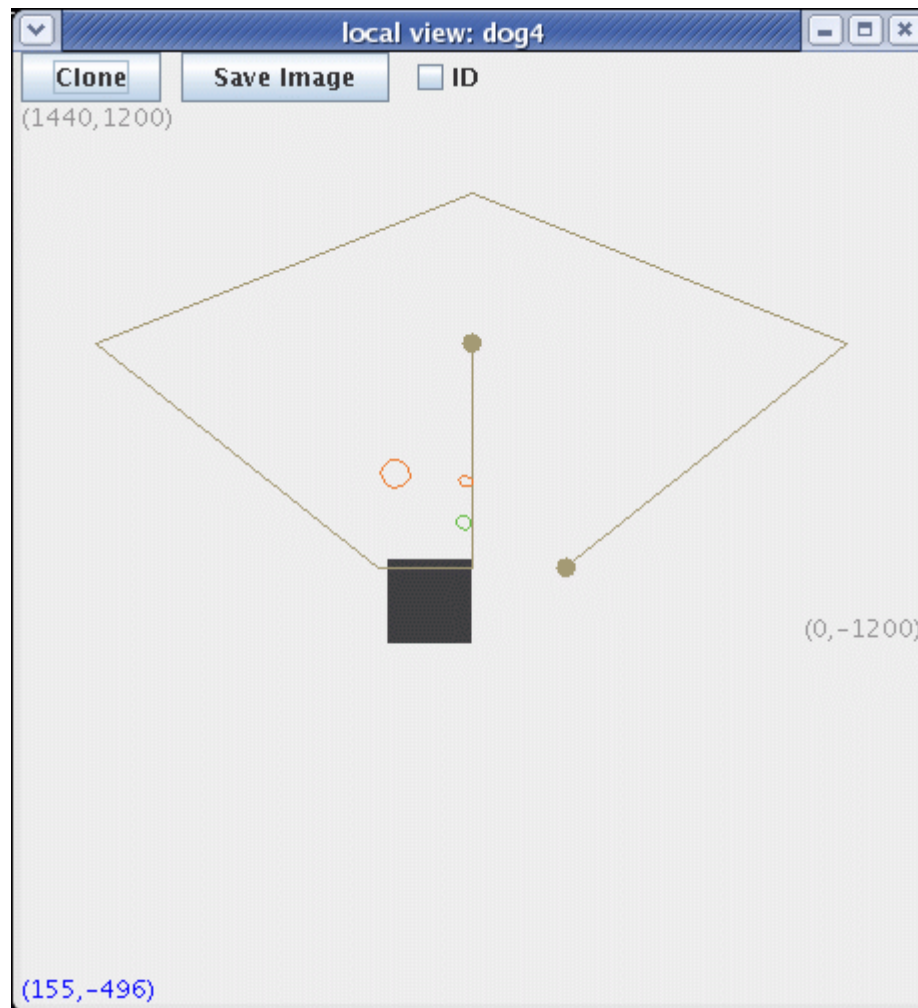 local view: dog4
Clone Save Image ID
(1440,1200)
(0,-1200)
(155,-496)